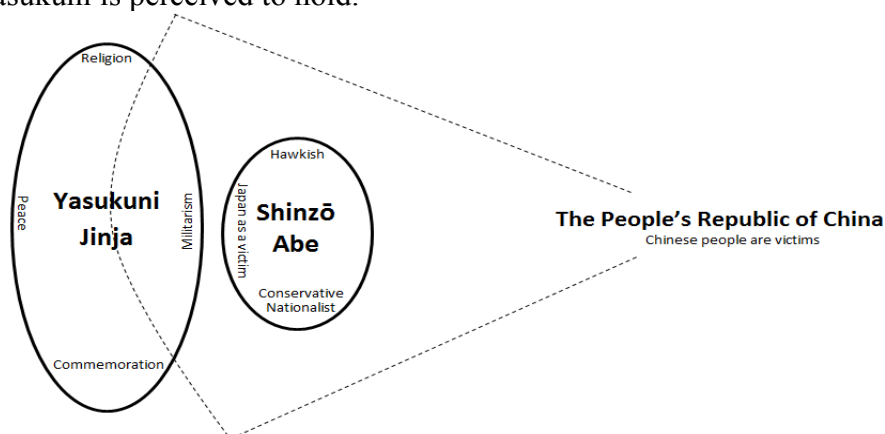 asukuni is perceived to hold.
Religion
Peace
Yasukuni
Jinja
Militarism
Commemoration
Hawkish
Japan as a victim
Shinzō
Abe
Conservative
Nationalist
The People's Republic of China
Chinese people are victims